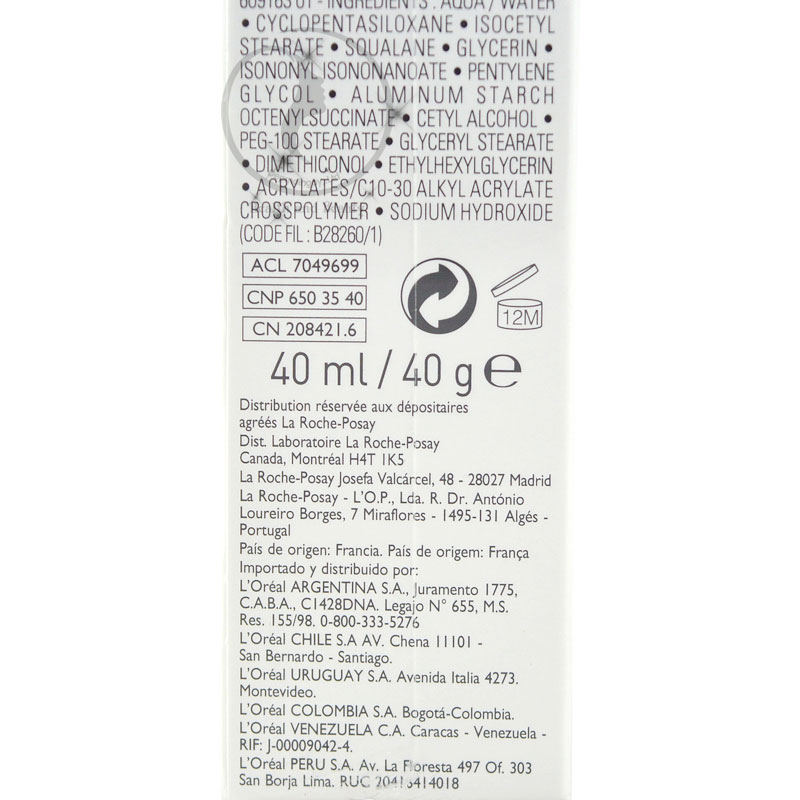 609163 01 - INGREDIENTS : AQUA / WATER
• CYCLOPENTASILOXANE • ISOCETYL
STEARATE • SQUALANE • GLYCERIN •
ISONONYL ISONONANOATE • PENTYLENE
GLYCOL • ALUMINUM STARCH
OCTENYLSUCCINATE • CETYL ALCOHOL •
PEG-100 STEARATE • GLYCERYL STEARATE
• DIMETHICONOL • ETHYLHEXYLGLYCERIN
• ACRYLATES/C10-30 ALKYL ACRYLATE
CROSSPOLYMER • SODIUM HYDROXIDE
(CODE FIL : B28260/1)
ACL 7049699
CNP 650 35 40
CN 208421.6
12M
40 ml / 40 g ℮
Distribution réservée aux dépositaires
agréés La Roche-Posay
Dist. Laboratoire La Roche-Posay
Canada, Montréal H4T 1K5
La Roche-Posay Josefa Valcárcel, 48 - 28027 Madrid
La Roche-Posay - L'O.P., Lda. R. Dr. António
Loureiro Borges, 7 Miraflores - 1495-131 Algés -
Portugal
País de origen: Francia. País de origem: França
Importado y distribuido por:
L'Oréal ARGENTINA S.A., Juramento 1775,
C.A.B.A., C1428DNA. Legajo N° 655, M.S.
Res. 155/98. 0-800-333-5276
L'Oréal CHILE S.A AV. Chena 11101 -
San Bernardo - Santiago.
L'Oréal URUGUAY S.A. Avenida Italia 4273.
Montevideo.
L'Oréal COLOMBIA S.A. Bogotá-Colombia.
L'Oréal VENEZUELA C.A. Caracas - Venezuela -
RIF: J-00009042-4.
L'Oréal PERU S.A. Av. La Floresta 497 Of. 303
San Borja Lima. RUC 20413414018